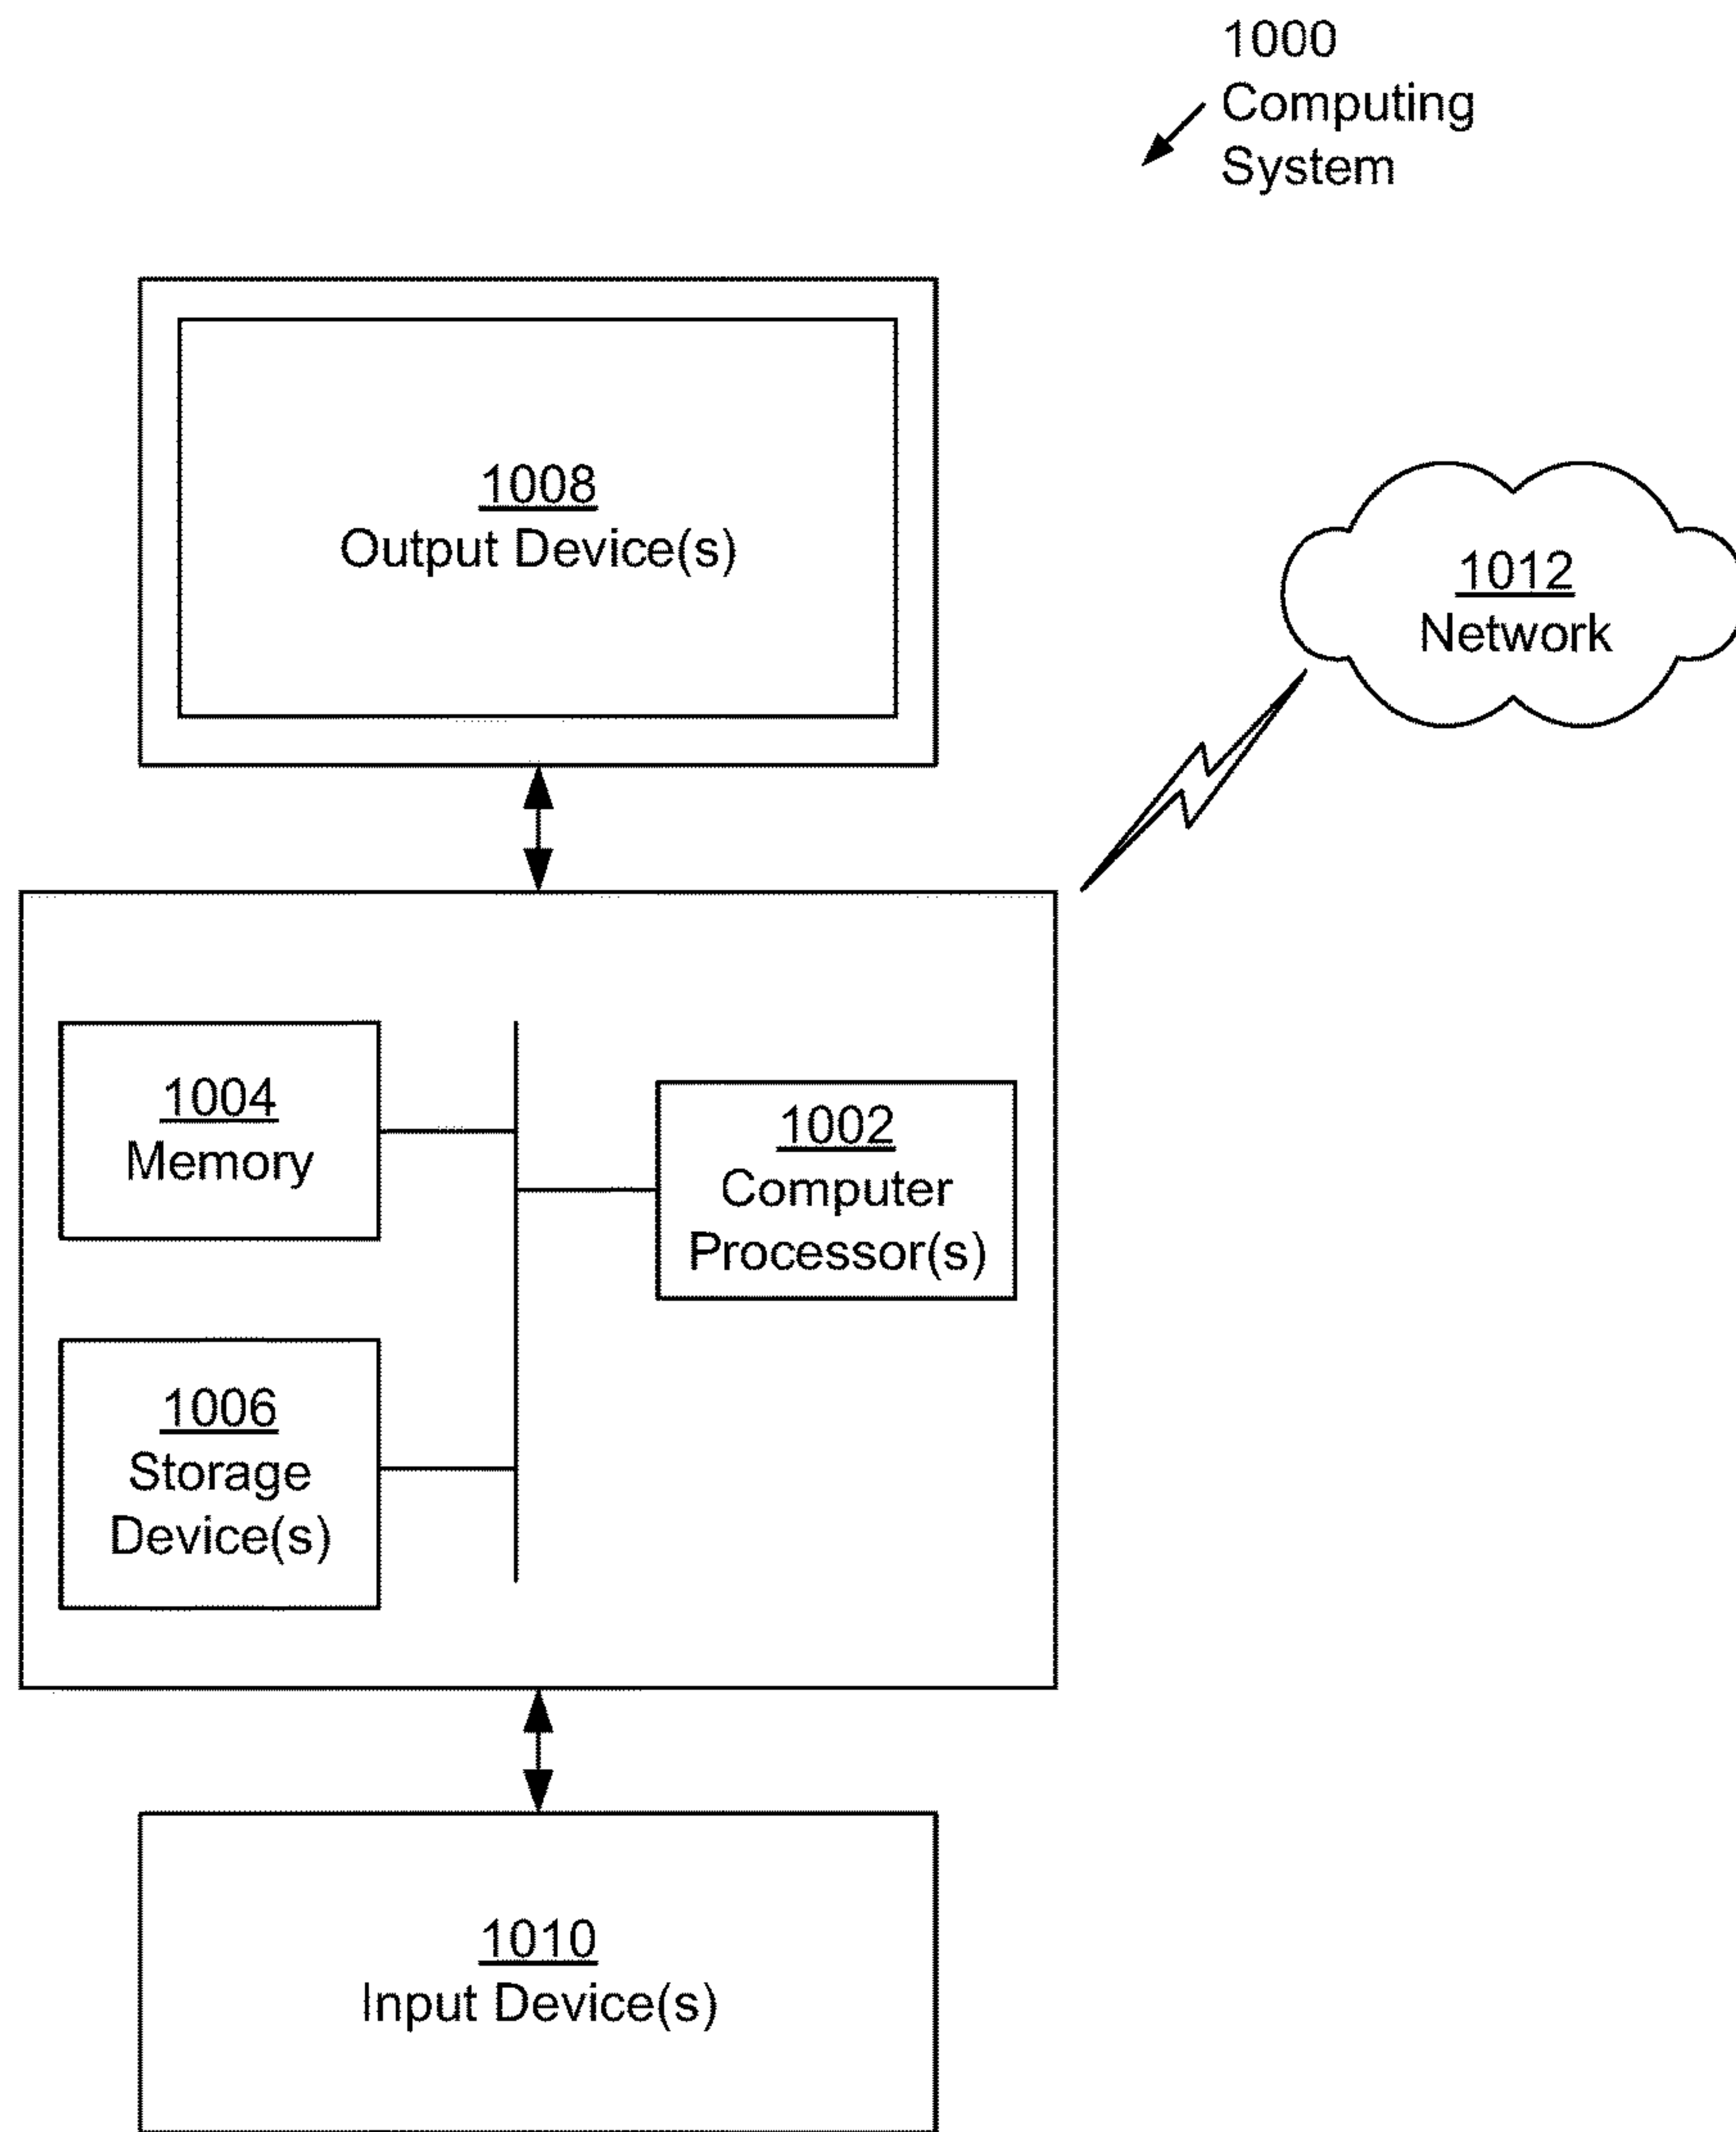 1000
Computing
System
1008
Output Device(s)
1012
Network
1004
Memory
1002
Computer
Processor(s)
1006
Storage
Device(s)
1010
Input Device(s)